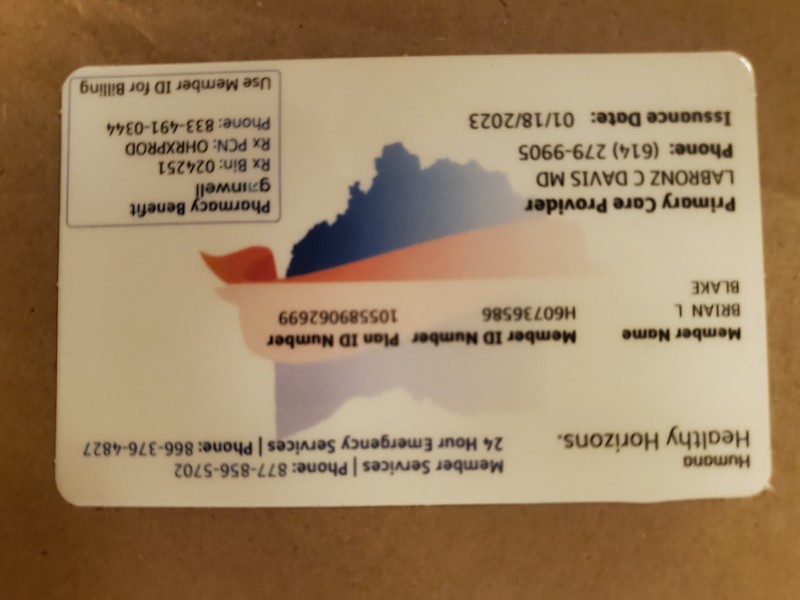 Humana
Healthy Horizons.
Member Services | Phone: 877-856-5702
24 Hour Emergency Services | Phone: 866-376-4827
Member Name
BRIAN L
BLAKE
Member ID Number
H60736586
Plan ID Number
105589062699
Primary Care Provider
LABRONZ C DAVIS MD
Phone: (614) 279-9905
Issuance Date: 01/18/2023
Pharmacy Benefit
gainwell
Rx Bin: 024251
Rx PCN: OHRXPROD
Phone: 833-491-0344
Use Member ID for Billing